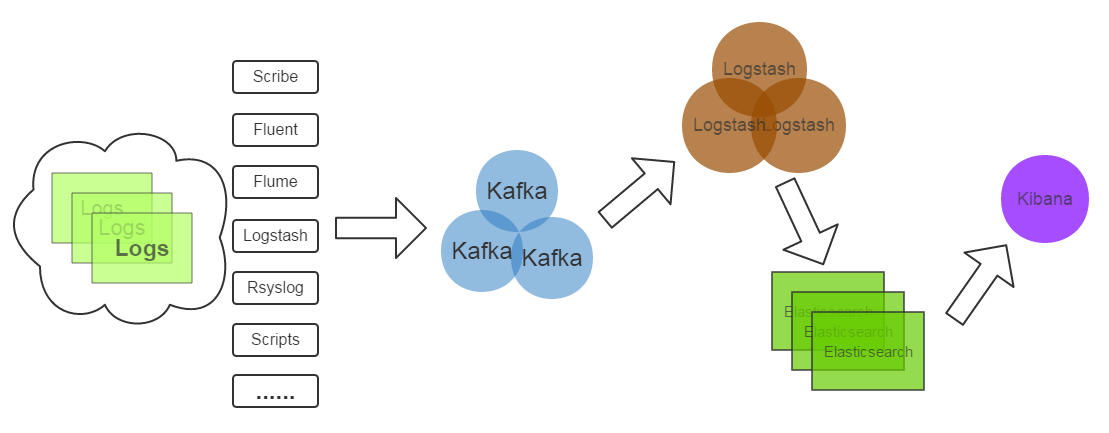 Logs
Logs
Logs
Scribe
Fluent
Flume
Logstash
Rsyslog
Scripts
......
Kafka
Kafka
Kafka
Logstash
Logstash
Logstash
Elasticsearch
Elasticsearch
Elasticsearch
Kibana